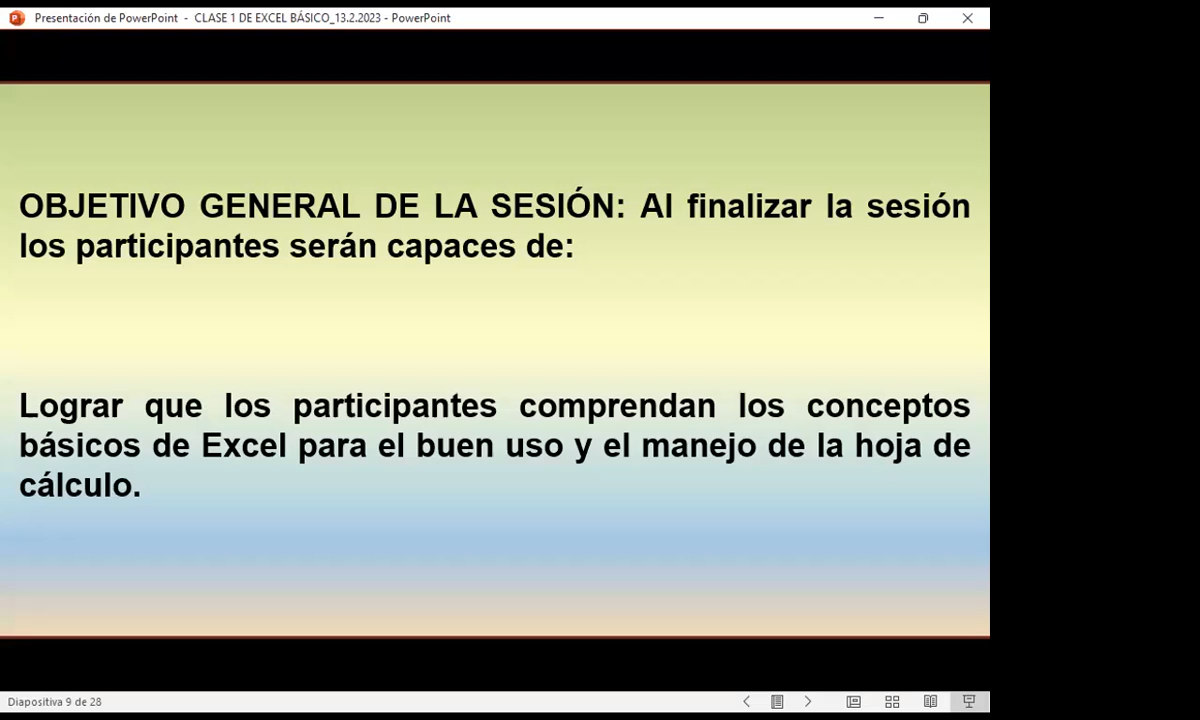 Presentación de PowerPoint - CLASE 1 DE EXCEL BÁSICO_13.2.2023 - PowerPoint
OBJETIVO GENERAL DE LA SESIÓN: Al finalizar la sesión
los participantes serán capaces de:
Lograr que los participantes comprendan los conceptos
básicos de Excel para el buen uso y el manejo de la hoja de
cálculo.
Diapositiva 9 de 28